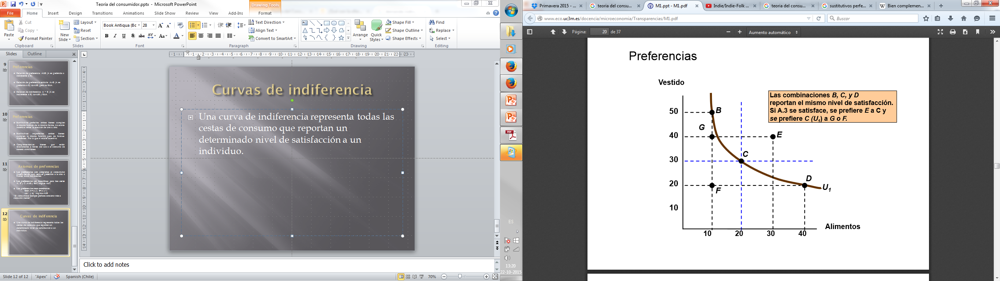 Teoría del consumidor.pptx - Microsoft PowerPoint
Drawing Tools
File Home Insert Design Transitions Animations Slide Show Review View Add-Ins Format
Paste
Cut
Copy
Format Painter
Clipboard
New Slide
Layout
Reset
Section
Slides
Book Antiqua (Bc 28
Font
Text Direction
Align Text
Convert to SmartArt
Paragraph
Arrange
Quick Styles
Shape Fill
Shape Outline
Shape Effects
Drawing
Find
Replace
Select
Editing
Slides Outline
9
Preferencias
Relación de preferencia: A≥B (A es preferida o indiferente a B).
10
Preferencias
11
Axiomas de preferencias
12
Curvas de indiferencia
Una curva de indiferencia representa todas las
cestas de consumo que reportan un
determinado nivel de satisfacción a un
individuo.
Curvas de indiferencia
Una curva de indiferencia representa todas las
cestas de consumo que reportan un
determinado nivel de satisfacción a un
individuo.
Click to add notes
Slide 12 of 12 "Apex" Spanish (Chile) 70%
ES
13:20
22-10-2015
Primavera 2015 - ... teoria del consu... M1.ppt - M1.pdf Indie/Indie-Folk ... teoria del consu... sustitutivos perfe... Bien complemen...
www.eco.uc3m.es/docencia/microeconomia/Transparencias/M1.pdf
Buscar
Página: 20 de 37
Aumento automático
Preferencias
Vestido
Las combinaciones B, C, y D
reportan el mismo nivel de satisfacción.
Si A.3 se satisface, se prefiere E a C y
se prefiere C (U1) a G o F.
50
B
G
40
E
C
30
D
20
F
U1
10
Alimentos
10 20 30 40